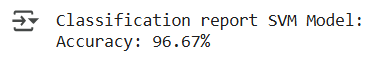 Classification report SVM Model:
Accuracy: 96.67%